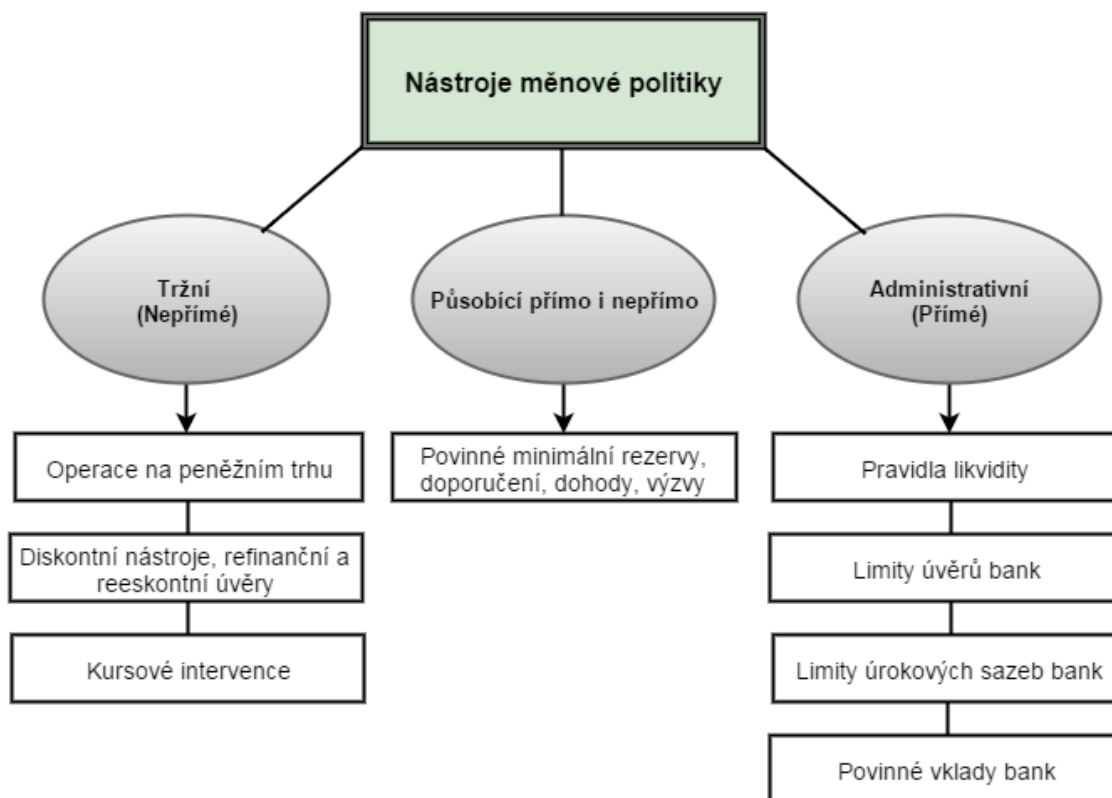 Nástroje měnové politiky
Tržní
(Nepřímé)
Působící přímo i nepřímo
Administrativní
(Přímé)
Operace na peněžním trhu
Diskontní nástroje, refinanční a
reeskontní úvěry
Kursové intervence
Povinné minimální rezervy,
doporučení, dohody, výzvy
Pravidla likvidity
Limity úvěrů bank
Limity úrokových sazeb bank
Povinné vklady bank